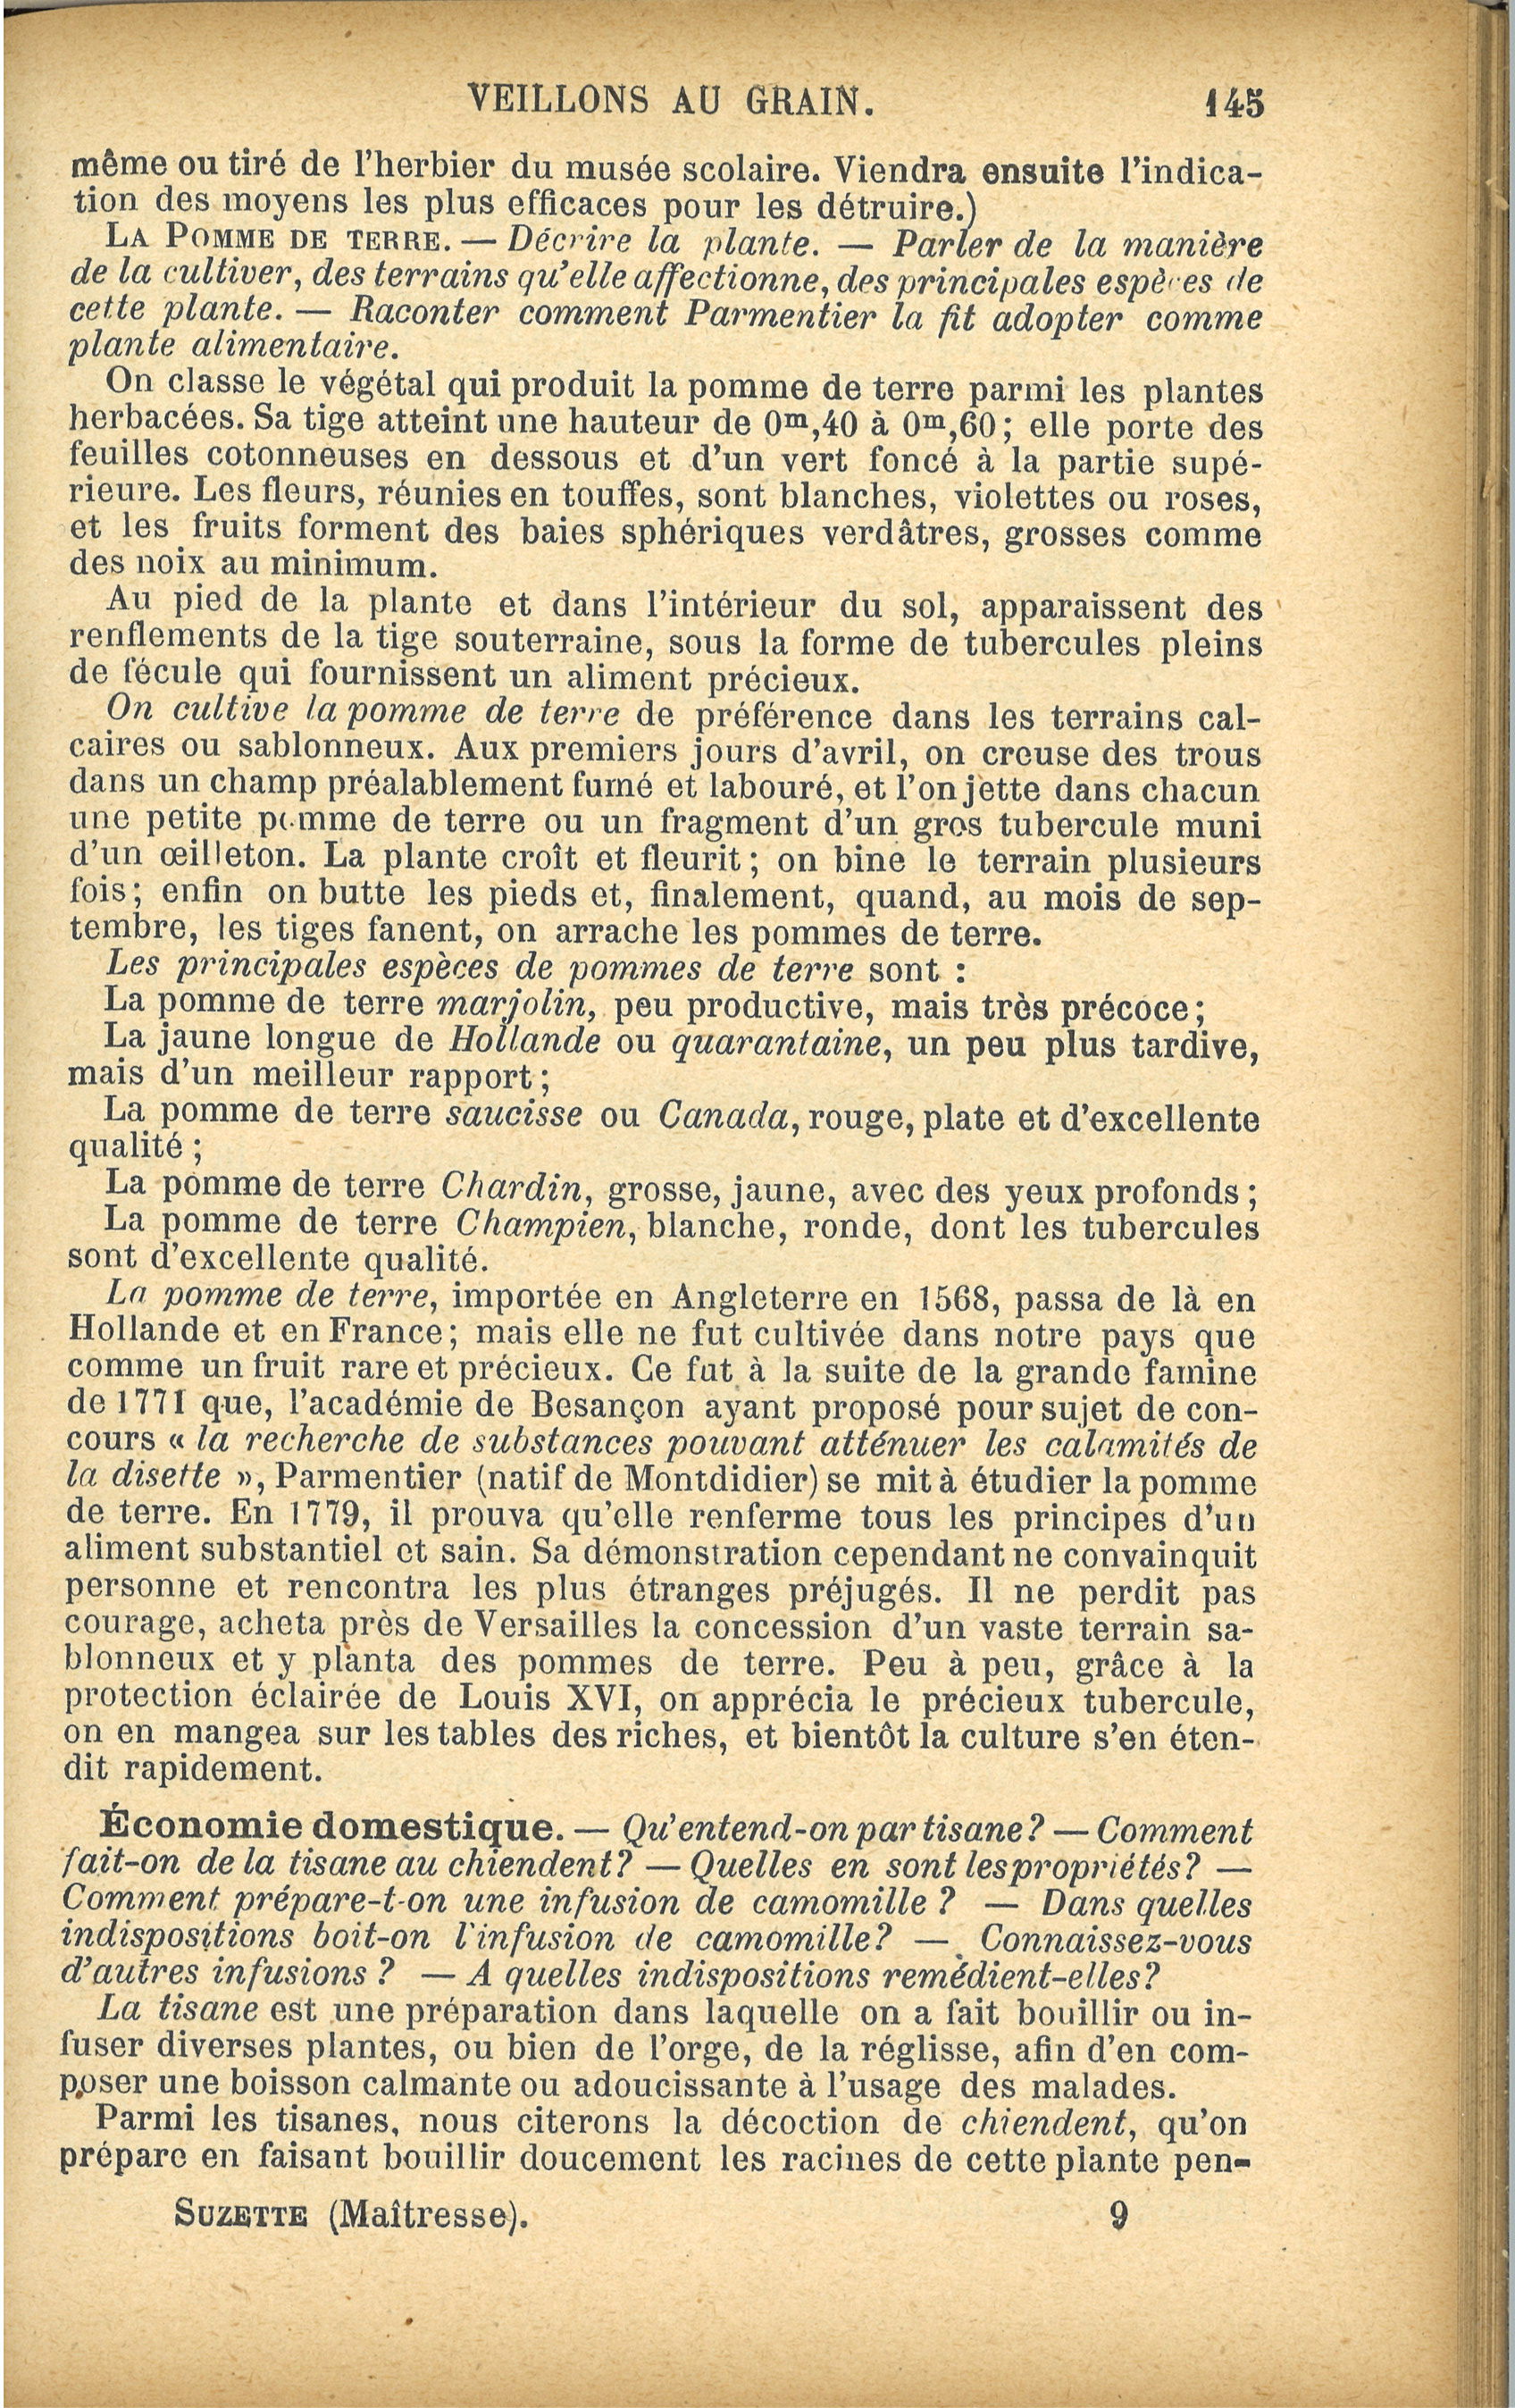 VEILLONS AU GRAIN. 145
même ou tiré de l'herbier du musée scolaire. Viendra ensuite l'indica-
tion des moyens les plus efficaces pour les détruire.)
LA POMME DE TERRE. — Décrire la plante. — Parler de la manière
de la cultiver, des terrains qu'elle affectionne, des principales espèces de
cette plante. — Raconter comment Parmentier la fit adopter comme
plante alimentaire.
On classe le végétal qui produit la pomme de terre parmi les plantes
herbacées. Sa tige atteint une hauteur de 0m,40 à 0m,60; elle porte des
feuilles cotonneuses en dessous et d'un vert foncé à la partie supé-
rieure. Les fleurs, réunies en touffes, sont blanches, violettes ou roses,
et les fruits forment des baies sphériques verdâtres, grosses comme
des noix au minimum.
Au pied de la plante et dans l'intérieur du sol, apparaissent des
renflements de la tige souterraine, sous la forme de tubercules pleins
de fécule qui fournissent un aliment précieux.
On cultive la pomme de terre de préférence dans les terrains cal-
caires ou sablonneux. Aux premiers jours d'avril, on creuse des trous
dans un champ préalablement fumé et labouré, et l'on jette dans chacun
une petite pomme de terre ou un fragment d'un gros tubercule muni
d'un œilleton. La plante croît et fleurit; on bine le terrain plusieurs
fois; enfin on butte les pieds et, finalement, quand, au mois de sep-
tembre, les tiges fanent, on arrache les pommes de terre.
Les principales espèces de pommes de terre sont :
La pomme de terre marjolin, peu productive, mais très précoce;
La jaune longue de Hollande ou quarantaine, un peu plus tardive,
mais d'un meilleur rapport;
La pomme de terre saucisse ou Canada, rouge, plate et d'excellente
qualité;
La pomme de terre Chardin, grosse, jaune, avec des yeux profonds;
La pomme de terre Champien, blanche, ronde, dont les tubercules
sont d'excellente qualité.
La pomme de terre, importée en Angleterre en 1568, passa de là en
Hollande et en France; mais elle ne fut cultivée dans notre pays que
comme un fruit rare et précieux. Ce fut à la suite de la grande famine
de 1771 que, l'académie de Besançon ayant proposé pour sujet de con-
cours « la recherche de substances pouvant atténuer les calamités de
la disette », Parmentier (natif de Montdidier) se mit à étudier la pomme
de terre. En 1779, il prouva qu'elle renferme tous les principes d'un
aliment substantiel et sain. Sa démonstration cependant ne convainquit
personne et rencontra les plus étranges préjugés. Il ne perdit pas
courage, acheta près de Versailles la concession d'un vaste terrain sa-
blonneux et y planta des pommes de terre. Peu à peu, grâce à la
protection éclairée de Louis XVI, on apprécia le précieux tubercule,
on en mangea sur les tables des riches, et bientôt la culture s'en éten-
dit rapidement.
Économie domestique. — Qu'entend-on par tisane? — Comment
fait-on de la tisane au chiendent? — Quelles en sont les propriétés? —
Comment prépare-t-on une infusion de camomille? — Dans quelles
indispositions boit-on l'infusion de camomille? — Connaissez-vous
d'autres infusions? — A quelles indispositions remédient-elles?
La tisane est une préparation dans laquelle on a fait bouillir ou in-
fuser diverses plantes, ou bien de l'orge, de la réglisse, afin d'en com-
poser une boisson calmante ou adoucissante à l'usage des malades.
Parmi les tisanes, nous citerons la décoction de chiendent, qu'on
prépare en faisant bouillir doucement les racines de cette plante pen-
SUZETTE (Maîtresse). 9